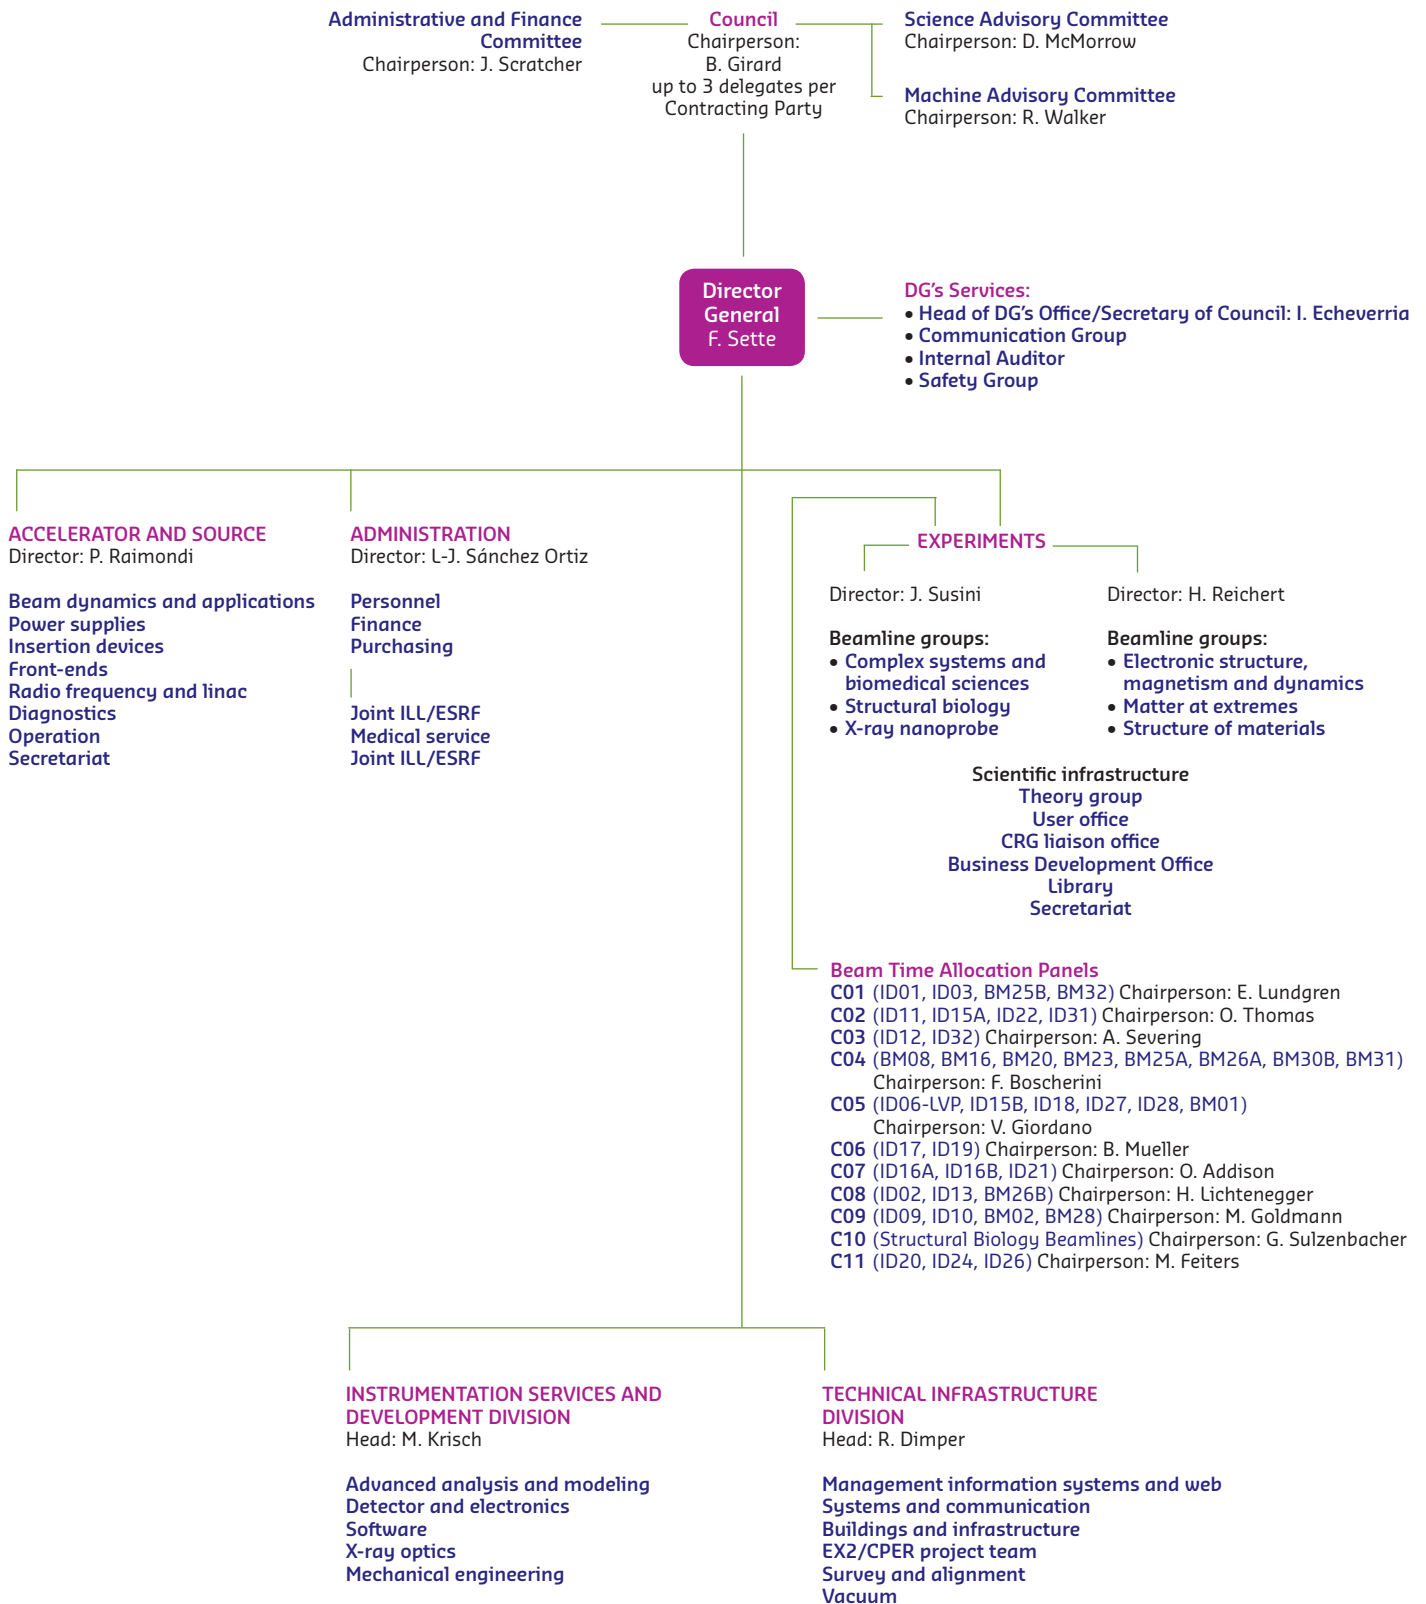 Administrative and Finance
Committee
Chairperson: J. Scratcher
Council
Chairperson:
B. Girard
up to 3 delegates per
Contracting Party
Science Advisory Committee
Chairperson: D. McMorrow
Machine Advisory Committee
Chairperson: R. Walker
Director
General
F. Sette
DG's Services:
• Head of DG's Office/Secretary of Council: I. Echeverria
• Communication Group
• Internal Auditor
• Safety Group
ACCELERATOR AND SOURCE
Director: P. Raimondi
Beam dynamics and applications
Power supplies
Insertion devices
Front-ends
Radio frequency and linac
Diagnostics
Operation
Secretariat
ADMINISTRATION
Director: L-J. Sánchez Ortiz
Personnel
Finance
Purchasing
Joint ILL/ESRF
Medical service
Joint ILL/ESRF
EXPERIMENTS
Director: J. Susini
Beamline groups:
• Complex systems and
biomedical sciences
• Structural biology
• X-ray nanoprobe
Director: H. Reichert
Beamline groups:
• Electronic structure,
magnetism and dynamics
• Matter at extremes
• Structure of materials
Scientific infrastructure
Theory group
User office
CRG liaison office
Business Development Office
Library
Secretariat
Beam Time Allocation Panels
C01 (ID01, ID03, BM25B, BM32) Chairperson: E. Lundgren
C02 (ID11, ID15A, ID22, ID31) Chairperson: O. Thomas
C03 (ID12, ID32) Chairperson: A. Severing
C04 (BM08, BM16, BM20, BM23, BM25A, BM26A, BM30B, BM31)
Chairperson: F. Boscherini
C05 (ID06-LVP, ID15B, ID18, ID27, ID28, BM01)
Chairperson: V. Giordano
C06 (ID17, ID19) Chairperson: B. Mueller
C07 (ID16A, ID16B, ID21) Chairperson: O. Addison
C08 (ID02, ID13, BM26B) Chairperson: H. Lichtenegger
C09 (ID09, ID10, BM02, BM28) Chairperson: M. Goldmann
C10 (Structural Biology Beamlines) Chairperson: G. Sulzenbacher
C11 (ID20, ID24, ID26) Chairperson: M. Feiters
INSTRUMENTATION SERVICES AND
DEVELOPMENT DIVISION
Head: M. Krisch
Advanced analysis and modeling
Detector and electronics
Software
X-ray optics
Mechanical engineering
TECHNICAL INFRASTRUCTURE
DIVISION
Head: R. Dimper
Management information systems and web
Systems and communication
Buildings and infrastructure
EX2/CPER project team
Survey and alignment
Vacuum